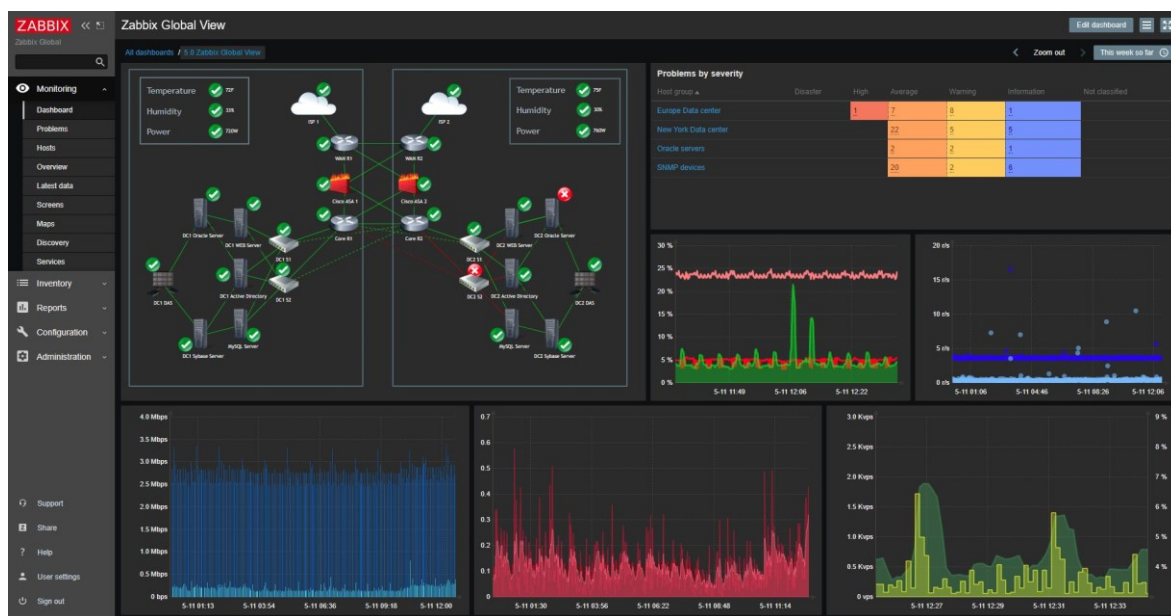 ZABBIX
Zabbix Global
Monitoring
Dashboard
Problems
Hosts
Overview
Latest data
Screens
Maps
Discovery
Services
Inventory
Reports
Configuration
Administration
Support
Share
Help
User settings
Sign out
Zabbix Global View
Edit dashboard
All dashboards / 5.0 Zabbix Global View
Zoom out
This week so far
Temperature 72F
Humidity 33%
Power 720W
ISP 1
ISP 2
Temperature 75F
Humidity 30%
Power 760W
WAN R1
WAN R2
Cisco ASA 1
Cisco ASA 2
Core R1
Core R2
DC1 Oracle Server
DC1 WEB Server
DC1 S1
DC1 S2
DC1 DAS
DC1 Active Directory
DC1 Sybase Server
MySQL Server
DC2 S1
DC2 WEB Server
DC2 Oracle Server
DC2 S2
DC2 Active Directory
DC2 DAS
MySQL Server
DC2 Sybase Server
Problems by severity
Host group Disaster High Average Warning Information Not classified
Europe Data center 1 7 8 1
New York Data center 22 5 5
Oracle servers 2 2 1
SNMP devices 20 2 6
30 %
25 %
20 %
15 %
10 %
5 %
0 %
5-11 11:49 5-11 12:06 5-11 12:22
20 r/s
15 r/s
10 r/s
5 r/s
0 r/s
5-11 01:06 5-11 04:46 5-11 08:26 5-11 12:06
4.0 Mbps
3.5 Mbps
3.0 Mbps
2.5 Mbps
2.0 Mbps
1.5 Mbps
1.0 Mbps
0.5 Mbps
0 bps
5-11 01:13 5-11 03:54 5-11 06:36 5-11 09:18 5-11 12:00
0.7
0.6
0.5
0.4
0.3
0.2
0.1
0
5-11 01:30 5-11 03:56 5-11 06:22 5-11 08:48 5-11 11:14
3.0 Kvps 9 %
2.5 Kvps 8 %
2.0 Kvps 7 %
1.5 Kvps 6 %
1.0 Kvps 5 %
0.5 Kvps 4 %
0 vps
5-11 12:27 5-11 12:29 5-11 12:31 5-11 12:33